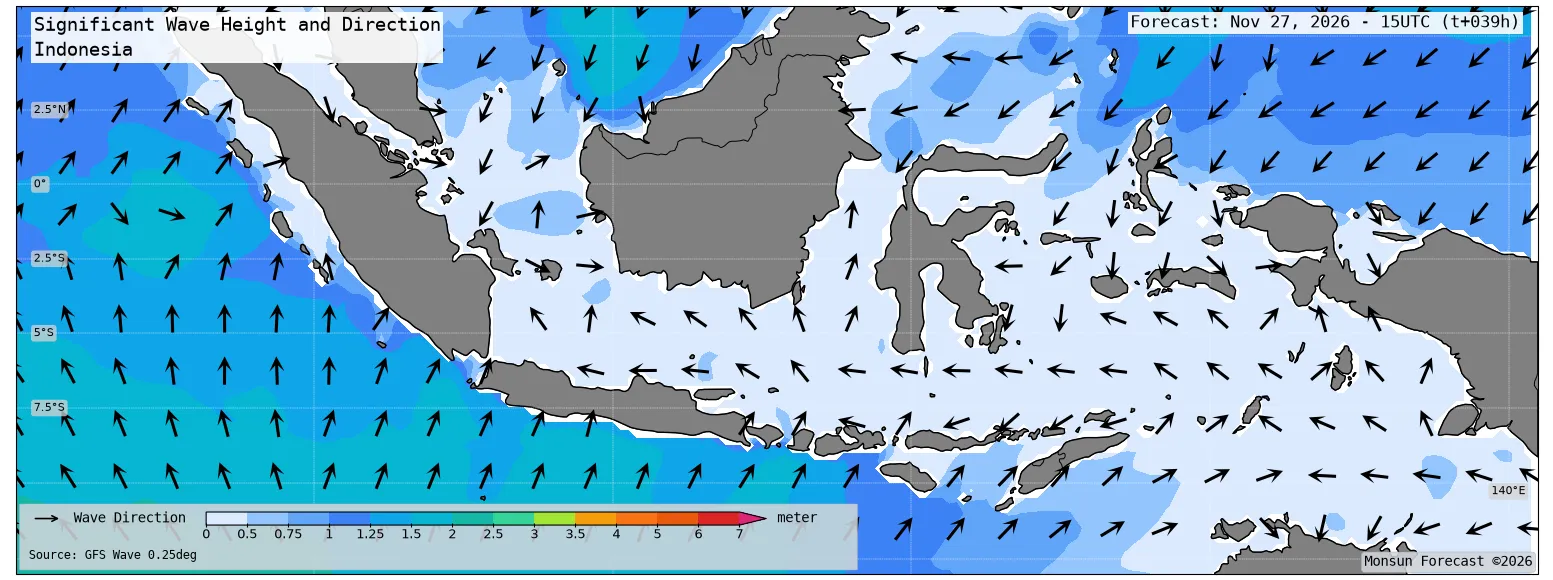 Significant Wave Height and Direction
Indonesia
Forecast: Nov 27, 2026 - 15UTC (t+039h)
2.5°N
0°
2.5°S
5°S
7.5°S
140°E
Wave Direction
meter
0 0.5 0.75 1 1.25 1.5 2 2.5 3 3.5 4 5 6 7
Source: GFS Wave 0.25deg
Monsun Forecast ©2026